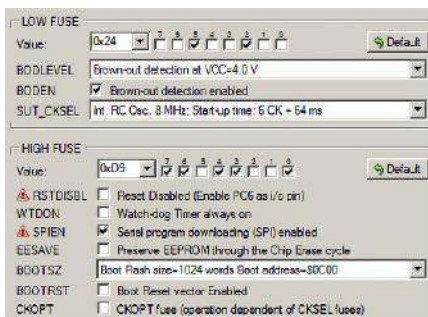 LOW FUSE
Value: 0x24 7 6 5 4 3 2 1 0 Default
BODLEVEL Brown-out detection at VCC=4.0 V
BODEN Brown-out detection enabled
SUT_CKSEL Int. RC Osc. 8 MHz; Start-up time: 6 CK + 64 ms
HIGH FUSE
Value: 0xD9 7 6 5 4 3 2 1 0 Default
RSTDISBL Reset Disabled (Enable PC6 as i/o pin)
WTDON Watch-dog Timer always on
SPIEN Serial program downloading (SPI) enabled
EESAVE Preserve EEPROM through the Chip Erase cycle
BOOTSZ Boot Flash size=1024 words Boot address=$0C00
BOOTRST Boot Reset vector Enabled
CKOPT CKOPT fuse (operation dependent of CKSEL fuses)